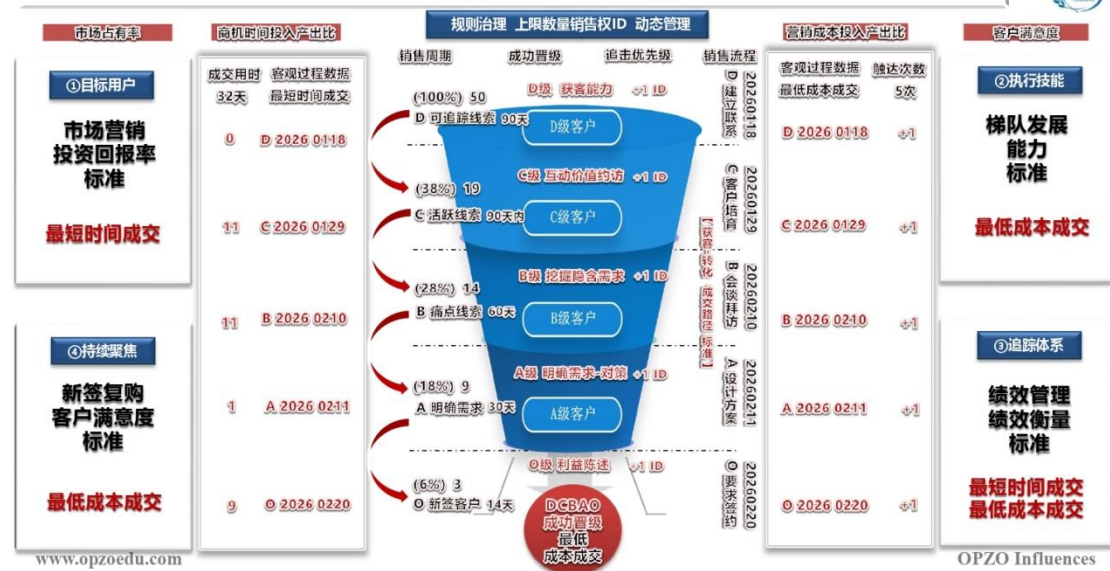 规则治理 上限数量销售权ID 动态管理
市场占有率
商机时间投入产出比
营销成本投入产出比
客户满意度
①目标用户
市场营销
投资回报率
标准
最短时间成交
④持续聚焦
新签复购
客户满意度
标准
最低成本成交
成交用时 客观过程数据
32天 最短时间成交
0 D 2026 0118
11 C 2026 0129
11 B 2026 0210
1 A 2026 0211
9 O 2026 0220
销售周期 成功晋级 追击优先级 销售流程
(100%) 50
D 可追踪线索 90天
(38%) 19
C 活跃线索 90天内
(28%) 14
B 痛点线索 60天
(18%) 9
A 明确需求 30天
(6%) 3
O 新签客户 14天
D级 获客能力 +1 ID
D级客户
C级 互动价值约访 +1 ID
C级客户
B级 挖掘隐含需求 +1 ID
B级客户
A级 明确需求-对策 +1 ID
A级客户
O级 利益陈述 +1 ID
DCBAO
成功晋级
最低
成本成交
【获客-转化 成交路径 标准】
D 建立联系
20260118
C 客户培育
20260129
B 会谈拜访
20260210
A 设计方案
20260211
O 要求签约
20260220
客观过程数据 触达次数
最低成本成交 5次
D 2026 0118 +1
C 2026 0129 +1
B 2026 0210 +1
A 2026 0211 +1
O 2026 0220 +1
②执行技能
梯队发展
能力
标准
最低成本成交
③追踪体系
绩效管理
绩效衡量
标准
最短时间成交
最低成本成交
www.opzoedu.com
OPZO Influences